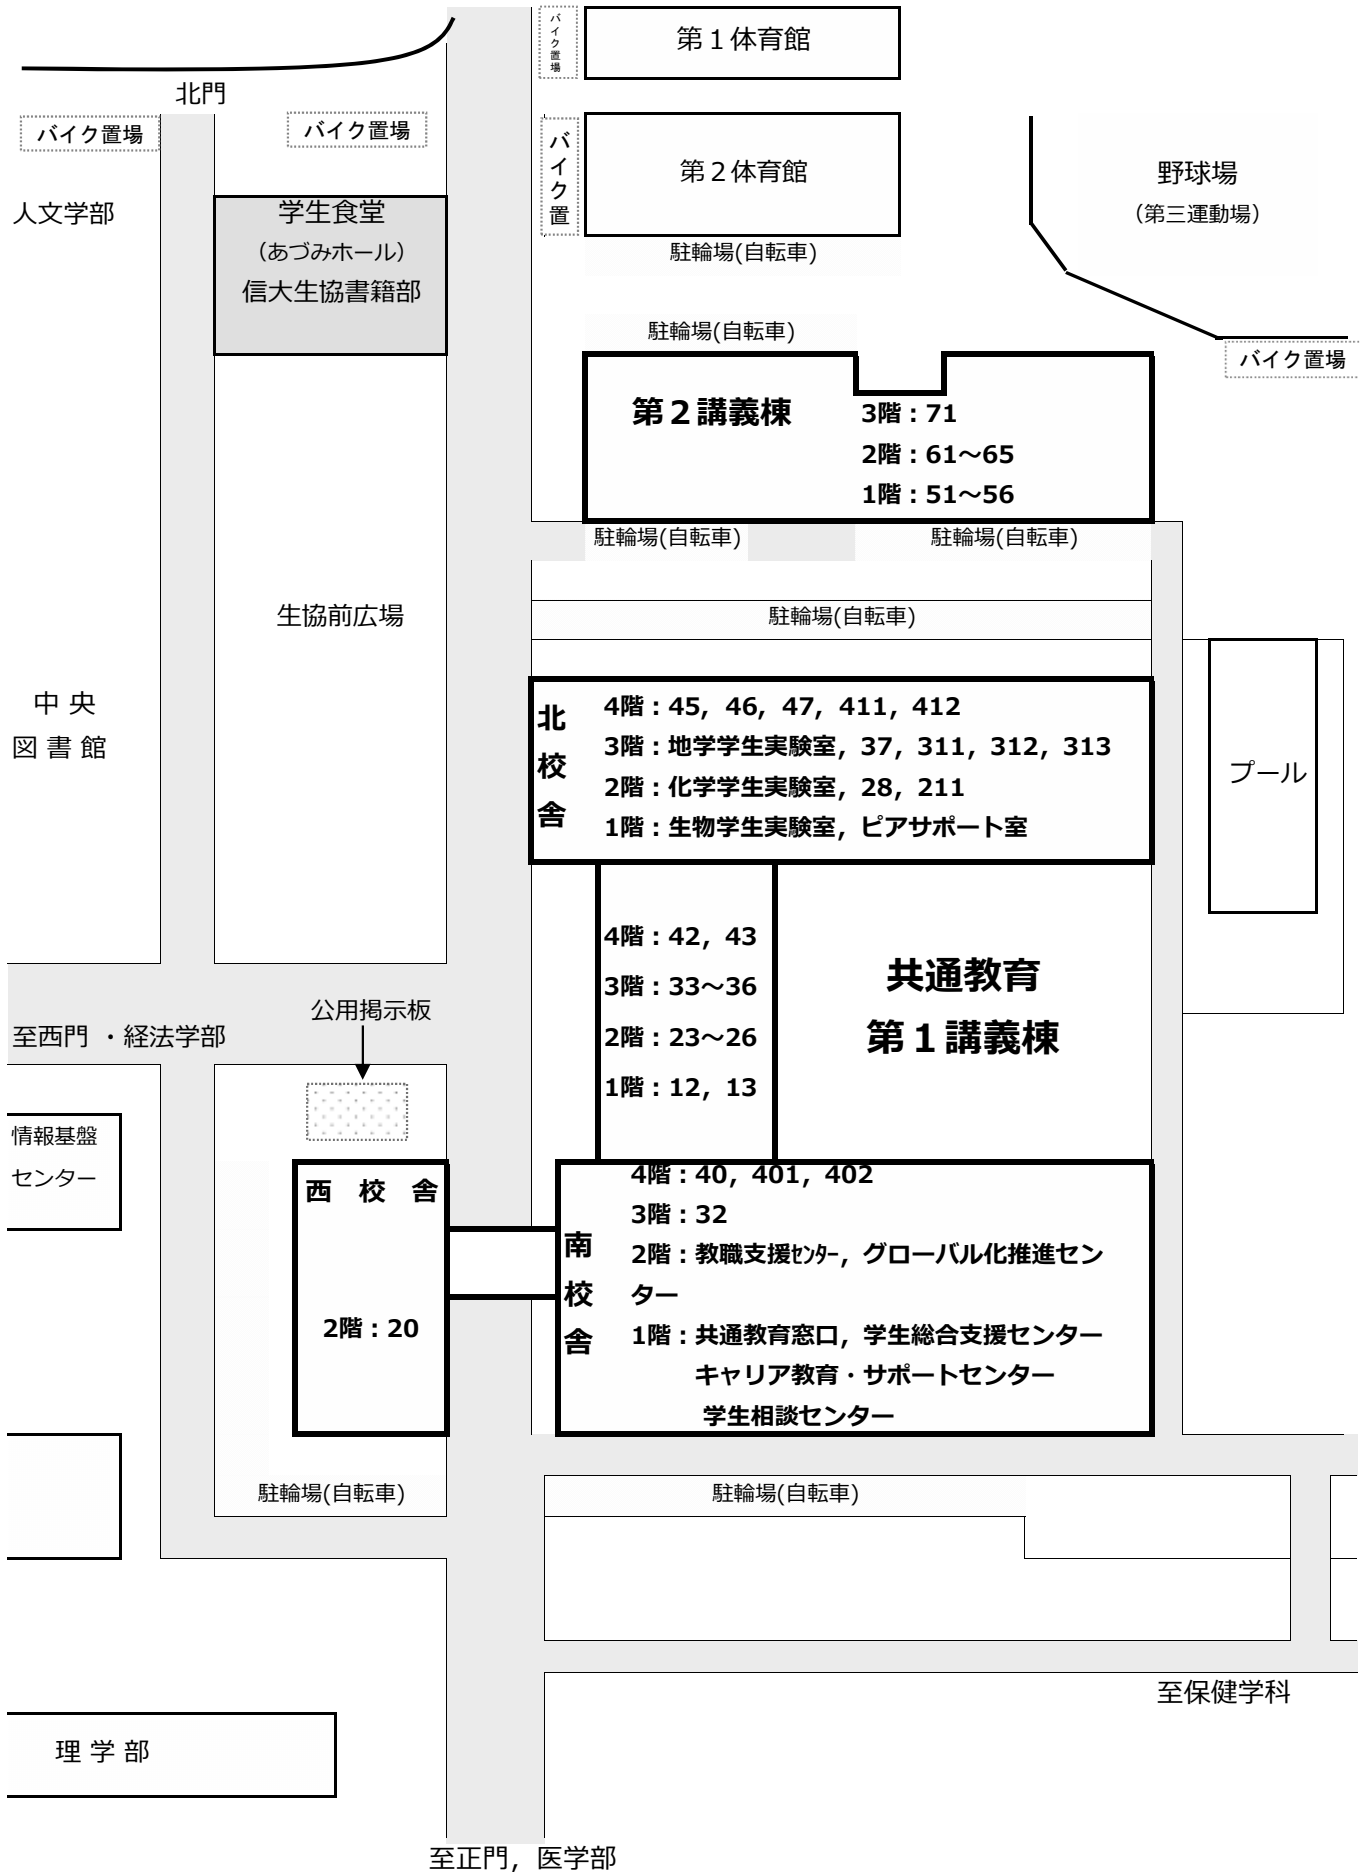 バイク置場
第１体育館
北門
バイク置場
バイク置場
バイク置
第２体育館
野球場
（第三運動場）
人文学部
学生食堂
（あづみホール）
信大生協書籍部
駐輪場(自転車)
駐輪場(自転車)
バイク置場
第２講義棟
3階：71
2階：61～65
1階：51～56
駐輪場(自転車)
駐輪場(自転車)
生協前広場
駐輪場(自転車)
中 央
図 書 館
北校舎
4階：45，46，47，411，412
3階：地学学生実験室，37，311，312，313
2階：化学学生実験室，28，211
1階：生物学生実験室，ピアサポート室
プール
4階：42，43
3階：33～36
2階：23～26
1階：12，13
共通教育
第１講義棟
公用掲示板
至西門 ・経法学部
情報基盤
センター
西 校 舎
2階：20
南校舎
4階：40，401，402
3階：32
2階：教職支援ｾﾝﾀｰ，グローバル化推進セン
ター
1階：共通教育窓口，学生総合支援センター
キャリア教育・サポートセンター
学生相談センター
駐輪場(自転車)
駐輪場(自転車)
至保健学科
理 学 部
至正門，医学部